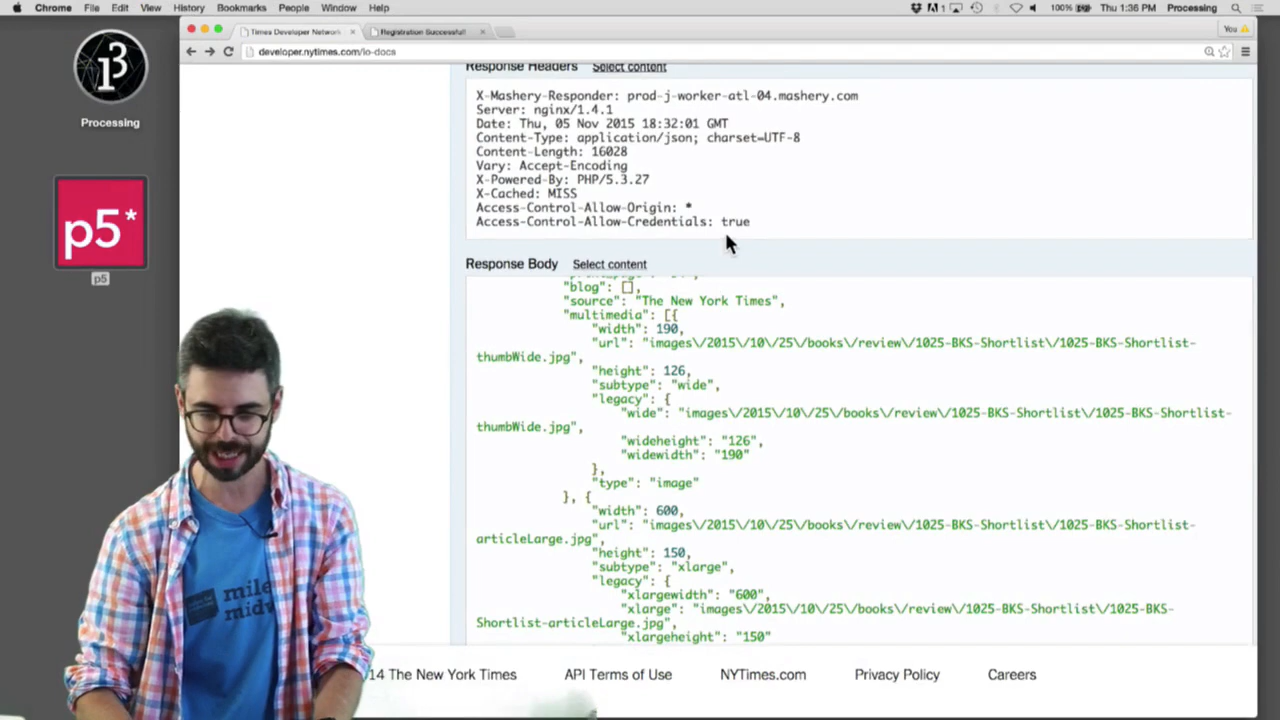 Chrome File Edit View History Bookmarks People Window Help
1 100% Thu 1:36 PM Processing
Times Developer Network
Registration Successful!
You
developer.nytimes.com/io-docs
Processing
p5*
p5
Response Headers Select content
X-Mashery-Responder: prod-j-worker-atl-04.mashery.com
Server: nginx/1.4.1
Date: Thu, 05 Nov 2015 18:32:01 GMT
Content-Type: application/json; charset=UTF-8
Content-Length: 16028
Vary: Accept-Encoding
X-Powered-By: PHP/5.3.27
X-Cached: MISS
Access-Control-Allow-Origin: *
Access-Control-Allow-Credentials: true
Response Body Select content
"blog": [],
"source": "The New York Times",
"multimedia": [{
"width": 190,
"url": "images\/2015\/10\/25\/books\/review\/1025-BKS-Shortlist\/1025-BKS-Shortlist-
thumbWide.jpg",
"height": 126,
"subtype": "wide",
"legacy": {
"wide": "images\/2015\/10\/25\/books\/review\/1025-BKS-Shortlist\/1025-BKS-Shortlist-
thumbWide.jpg",
"wideheight": "126",
"widewidth": "190"
},
"type": "image"
}, {
"width": 600,
"url": "images\/2015\/10\/25\/books\/review\/1025-BKS-Shortlist\/1025-BKS-Shortlist-
articleLarge.jpg",
"height": 150,
"subtype": "xlarge",
"legacy": {
"xlargewidth": "600",
"xlarge": "images\/2015\/10\/25\/books\/review\/1025-BKS-Shortlist\/1025-BKS-
Shortlist-articleLarge.jpg",
"xlargeheight": "150"
mile
midw
14 The New York Times API Terms of Use NYTimes.com Privacy Policy Careers